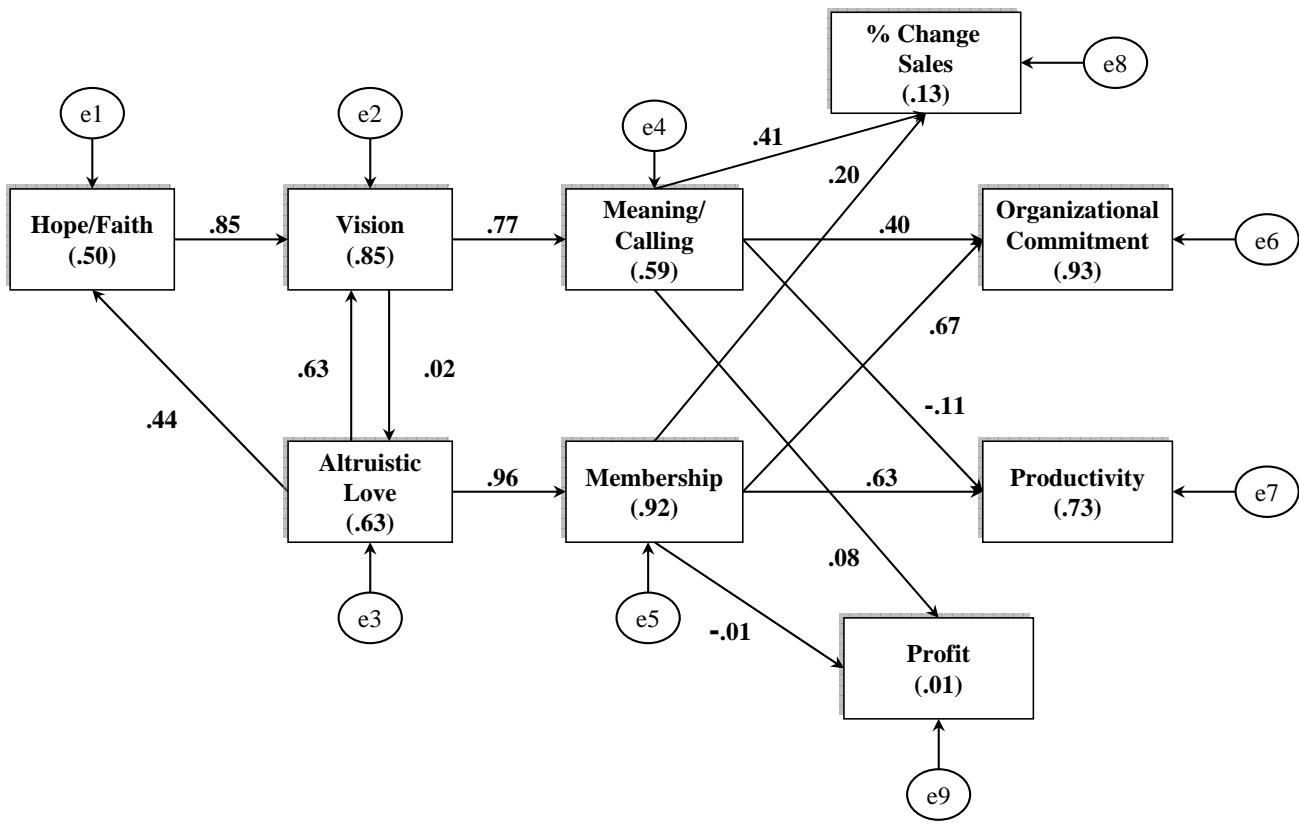 % Change
Sales
(.13)
e8
e1
e2
e4
.41
.20
Hope/Faith
(.50)
.85
Vision
(.85)
.77
Meaning/
Calling
(.59)
.40
Organizational
Commitment
(.93)
e6
.67
.63
.02
.44
-.11
Altruistic
Love
(.63)
.96
Membership
(.92)
.63
Productivity
(.73)
e7
.08
e3
e5
-.01
Profit
(.01)
e9